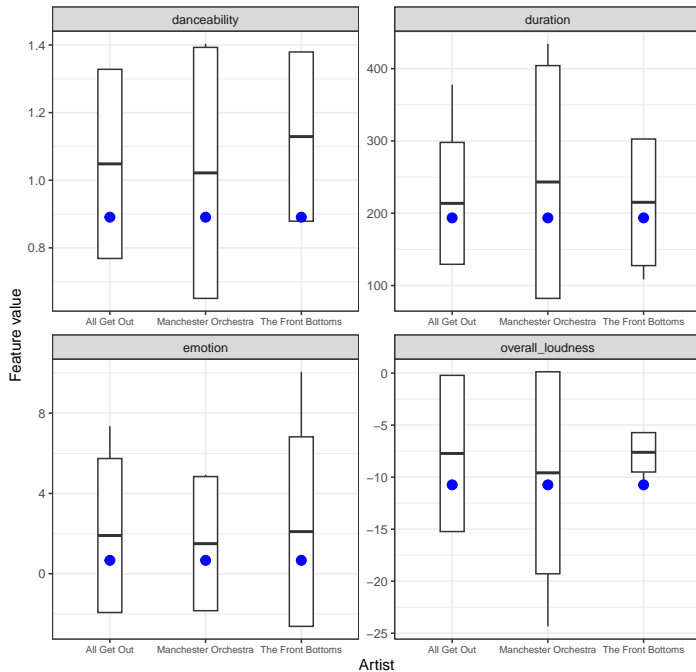 danceability
duration
1.4
1.2
1.0
0.8
400
300
200
100
All Get Out Manchester Orchestra The Front Bottoms
All Get Out Manchester Orchestra The Front Bottoms
Feature value
emotion
overall_loudness
8
4
0
−0
−5
−10
−15
−20
−25
All Get Out Manchester Orchestra The Front Bottoms
All Get Out Manchester Orchestra The Front Bottoms
Artist